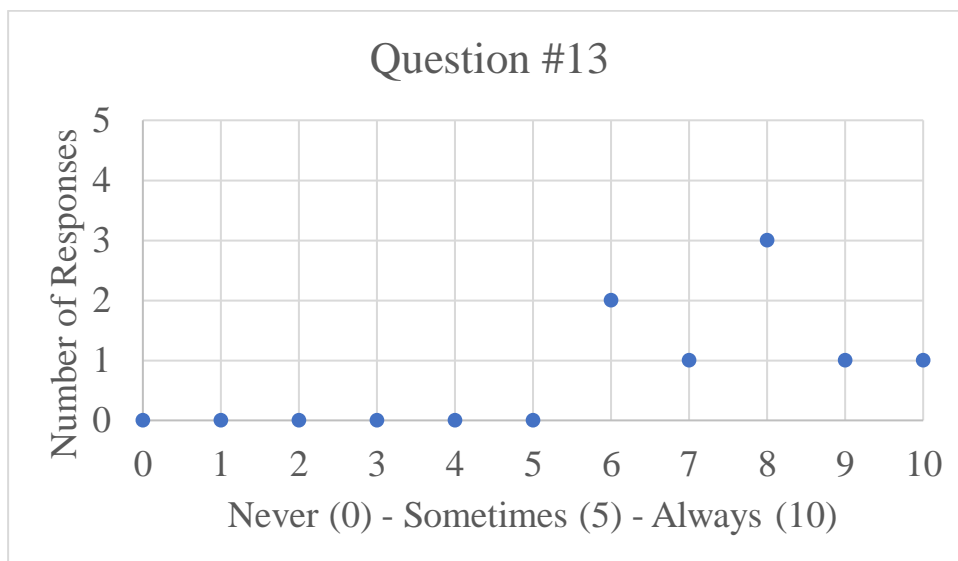 Question #13
Number of Responses
5
4
3
2
1
0
0 1 2 3 4 5 6 7 8 9 10
Never (0) - Sometimes (5) - Always (10)